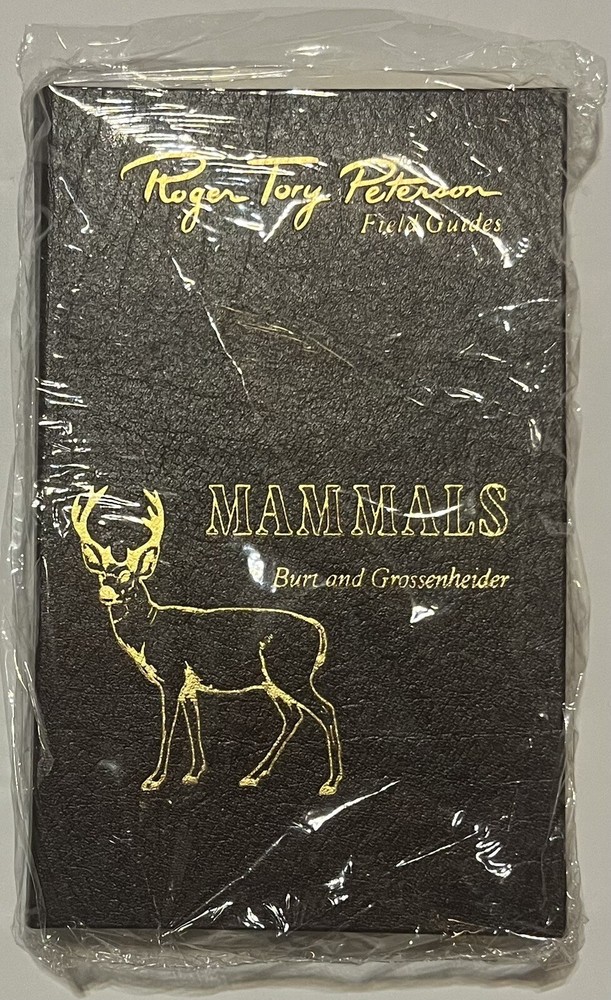 Roger Tory Peterson
Field Guides
MAMMALS
Burt and Grossenheider